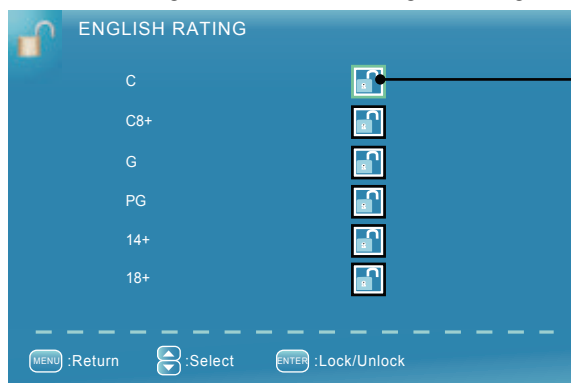 ENGLISH RATING
C
C8+
G
PG
14+
18+
MENU :Return :Select ENTER :Lock/Unlock